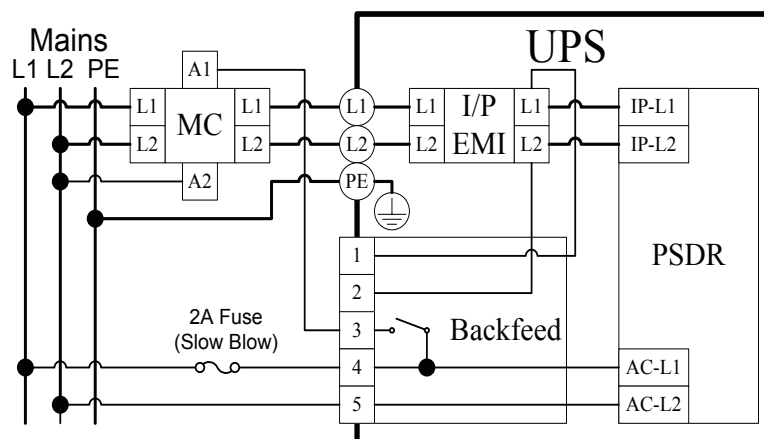 Mains
UPS
L1 L2 PE
A1
L1 L1 L1 L1 I/P L1 IP-L1
MC
L2 L2 L2 L2 EMI L2 IP-L2
A2 PE
1
PSDR
2
2A Fuse
(Slow Blow)
3 Backfeed
4 AC-L1
5 AC-L2